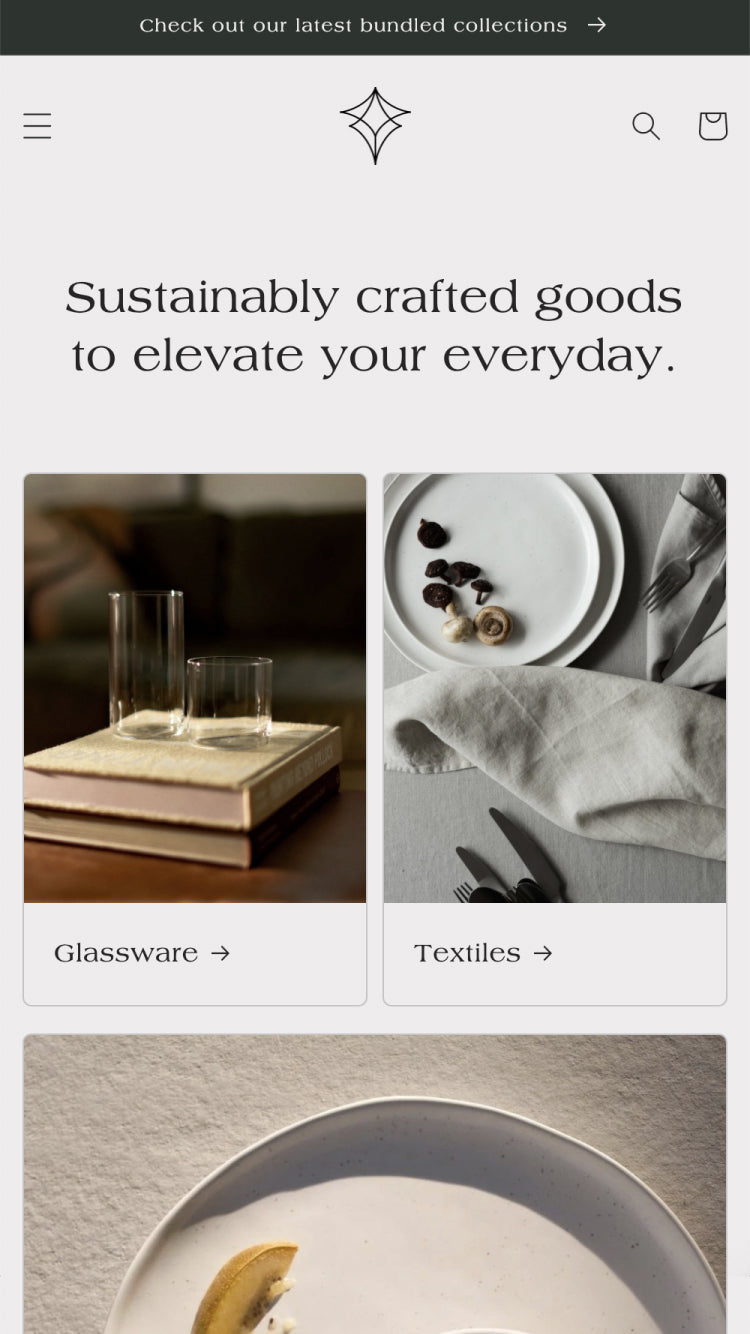 Check out our latest bundled collections →
Sustainably crafted goods
to elevate your everyday.
Glassware →
Textiles →